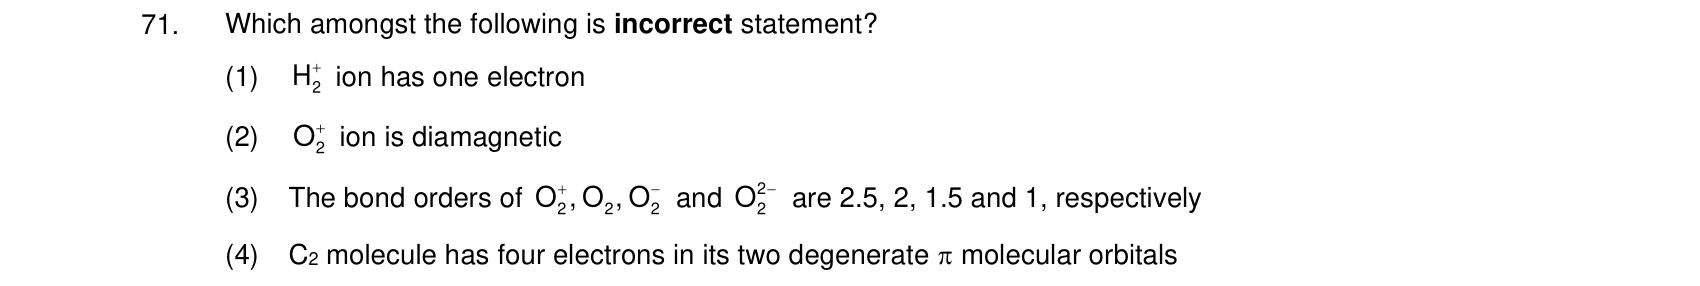 71. Which amongst the following is incorrect statement?
(1) H₂⁺ ion has one electron
(2) O₂⁺ ion is diamagnetic
(3) The bond orders of O₂⁺, O₂, O₂⁻ and O₂²⁻ are 2.5, 2, 1.5 and 1, respectively
(4) C₂ molecule has four electrons in its two degenerate π molecular orbitals